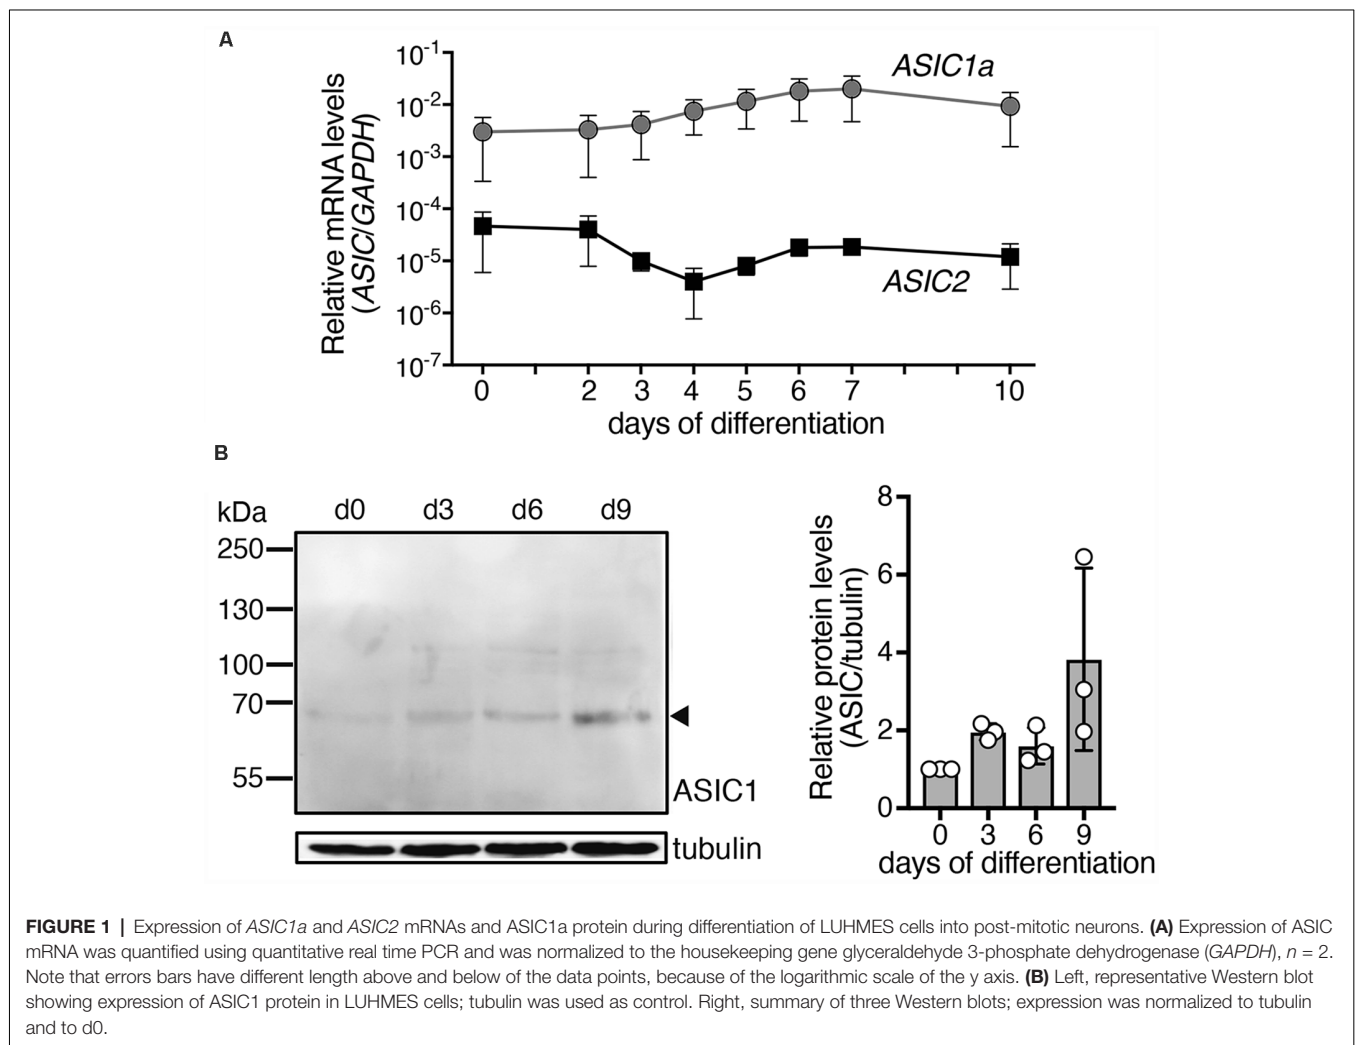 A
10-1
10-2
10-3
10-4
10-5
10-6
10-7
Relative mRNA levels
(ASIC/GAPDH)
ASIC1a
ASIC2
0 2 3 4 5 6 7 10
days of differentiation
B
kDa d0 d3 d6 d9
250
130
100
70
55
ASIC1
tubulin
Relative protein levels
(ASIC/tubulin)
8
6
4
2
0
0 3 6 9
days of differentiation
FIGURE 1 | Expression of ASIC1a and ASIC2 mRNAs and ASIC1a protein during differentiation of LUHMES cells into post-mitotic neurons. (A) Expression of ASIC
mRNA was quantified using quantitative real time PCR and was normalized to the housekeeping gene glyceraldehyde 3-phosphate dehydrogenase (GAPDH), n = 2.
Note that errors bars have different length above and below of the data points, because of the logarithmic scale of the y axis. (B) Left, representative Western blot
showing expression of ASIC1 protein in LUHMES cells; tubulin was used as control. Right, summary of three Western blots; expression was normalized to tubulin
and to d0.